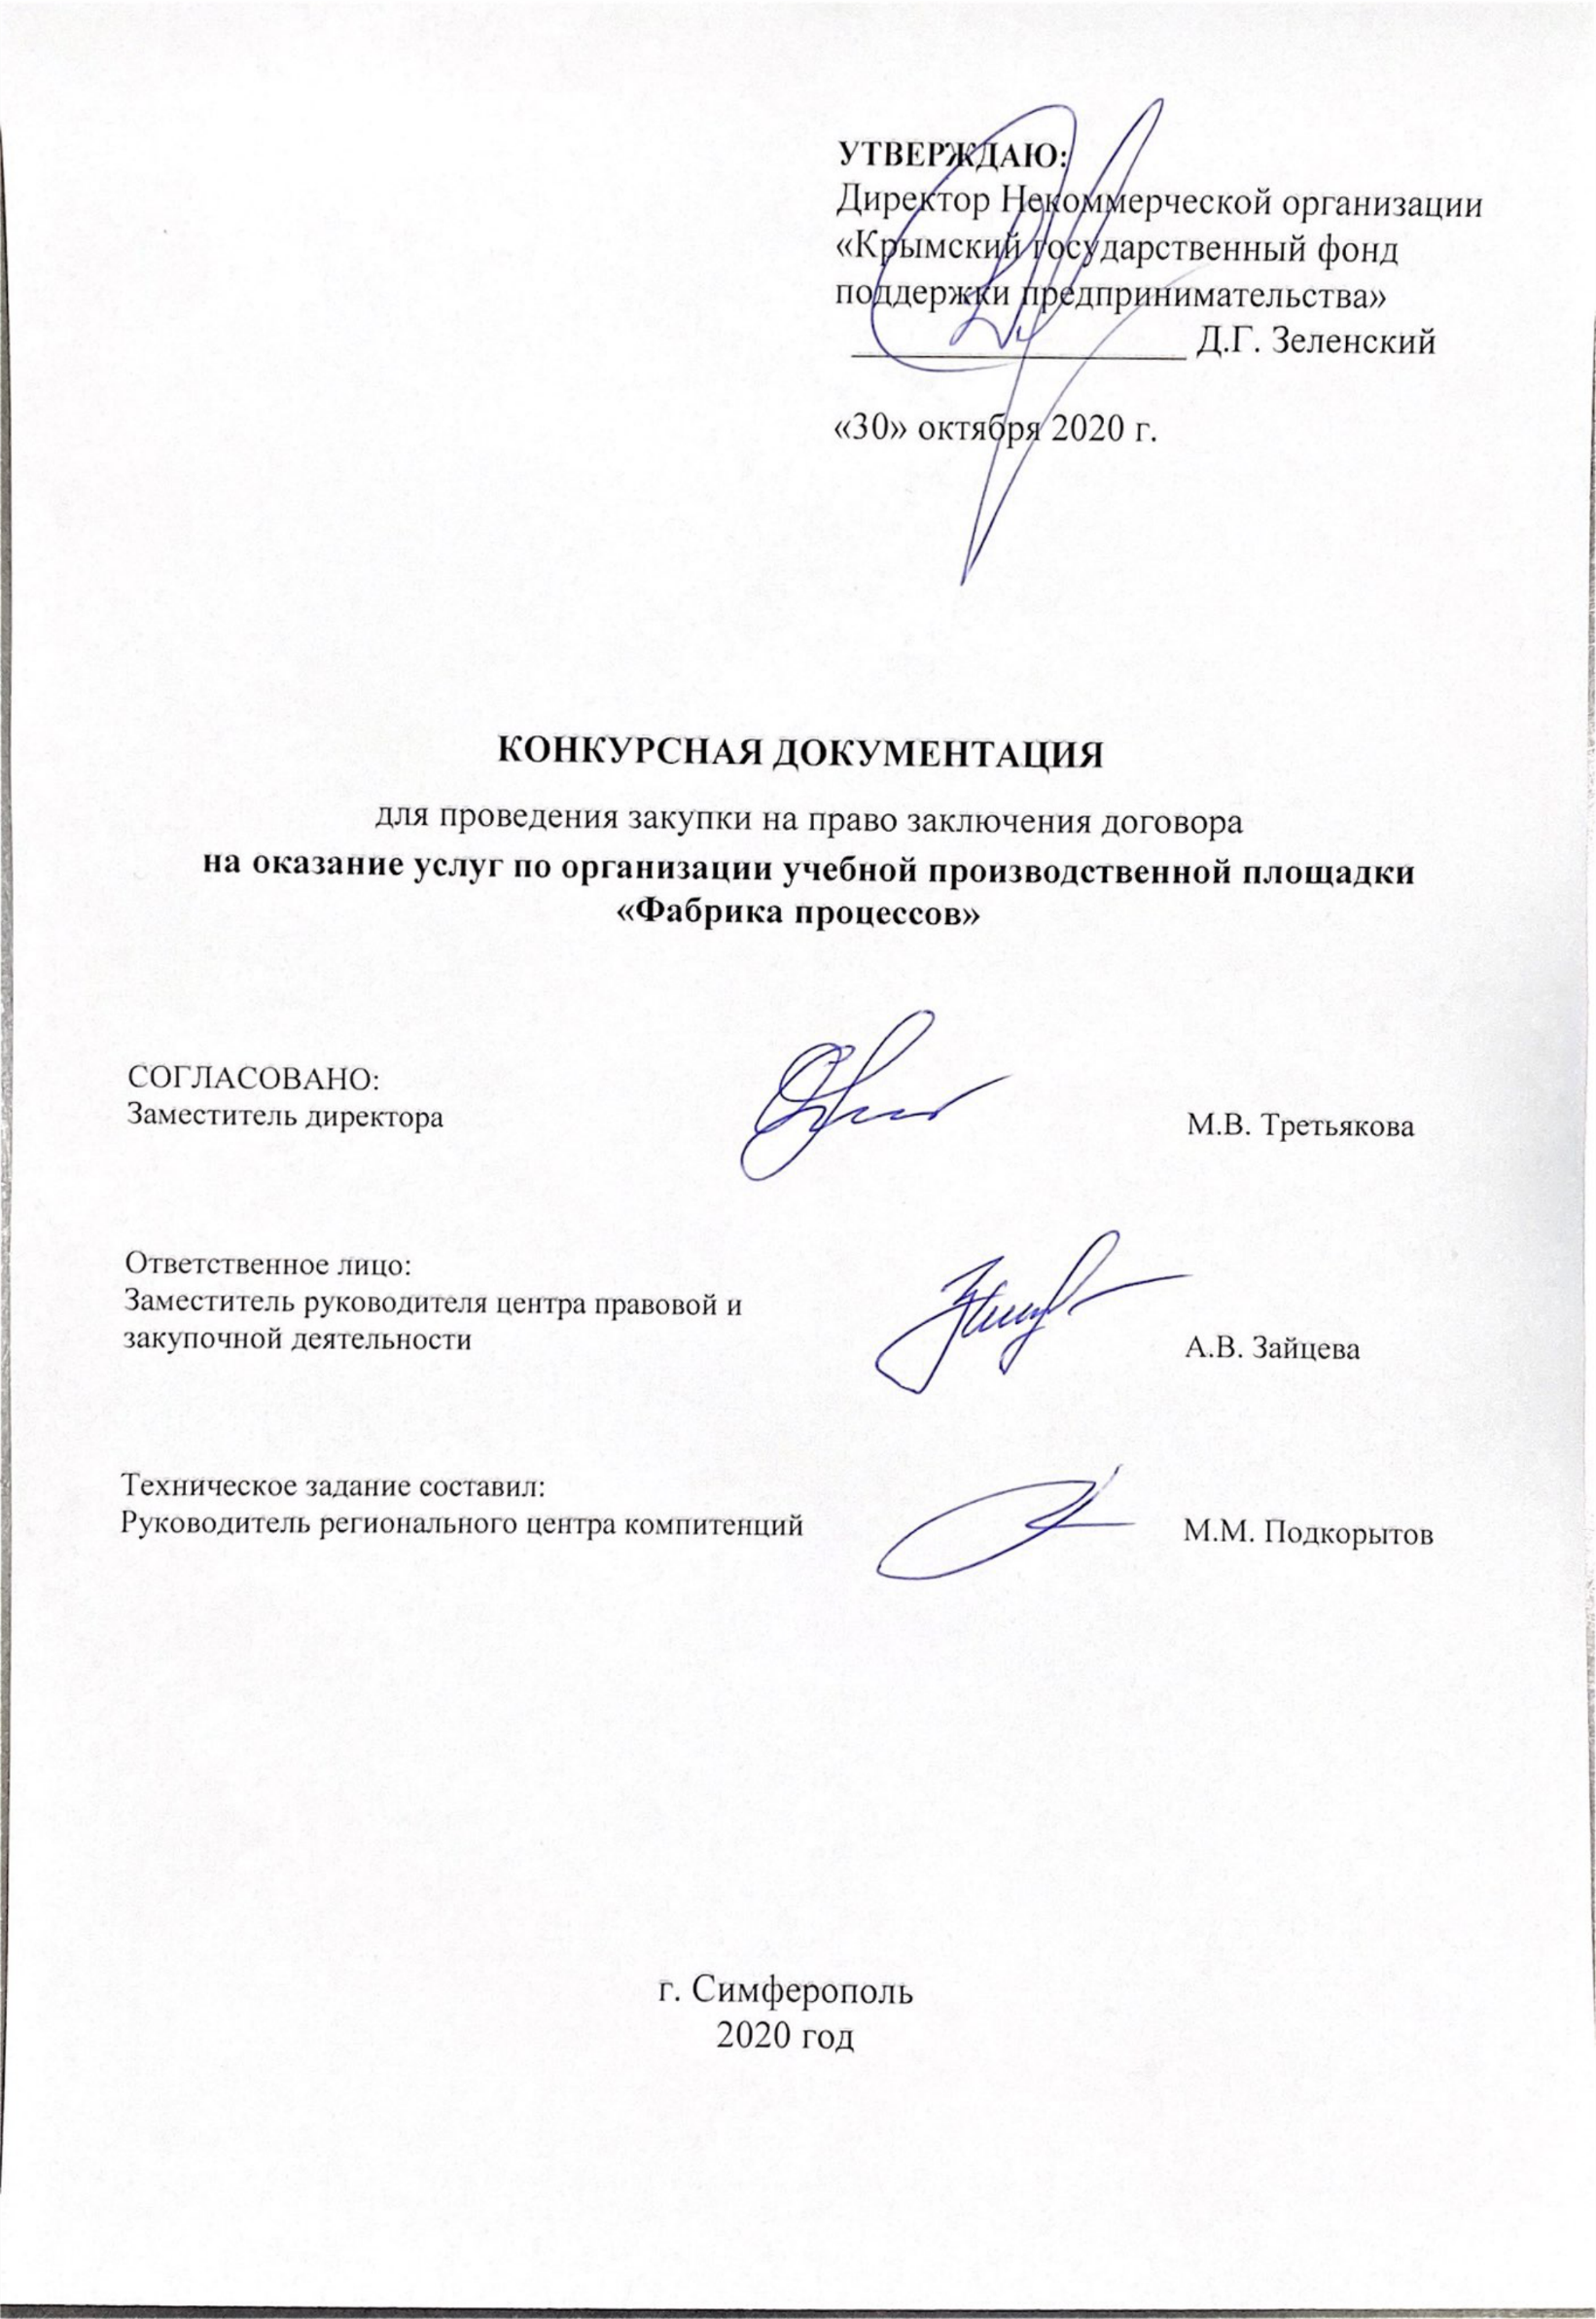 УТВЕРЖДАЮ:
Директор Некоммерческой организации
«Крымский государственный фонд
поддержки предпринимательства»
Д.Г. Зеленский
«30» октября 2020 г.
КОНКУРСНАЯ ДОКУМЕНТАЦИЯ
для проведения закупки на право заключения договора
на оказание услуг по организации учебной производственной площадки
«Фабрика процессов»
СОГЛАСОВАНО:
Заместитель директора
М.В. Третьякова
Ответственное лицо:
Заместитель руководителя центра правовой и
закупочной деятельности
А.В. Зайцева
Техническое задание составил:
Руководитель регионального центра компитенций
М.М. Подкорытов
г. Симферополь
2020 год